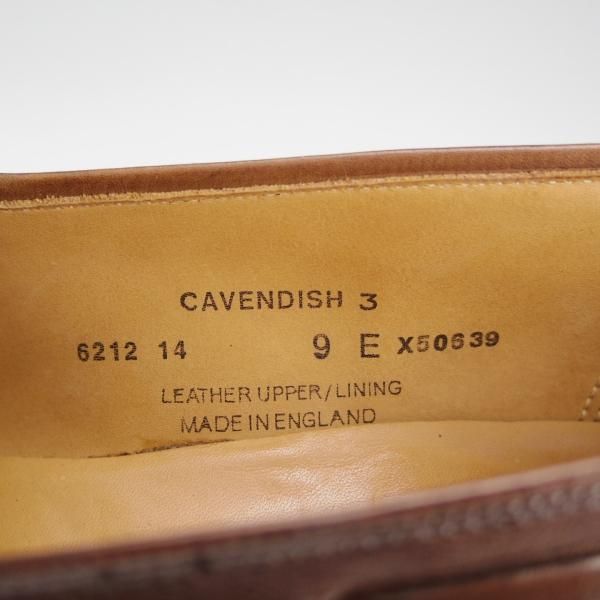 CAVENDISH 3
6212 14 9 E X50639
LEATHER UPPER/LINING
MADE IN ENGLAND